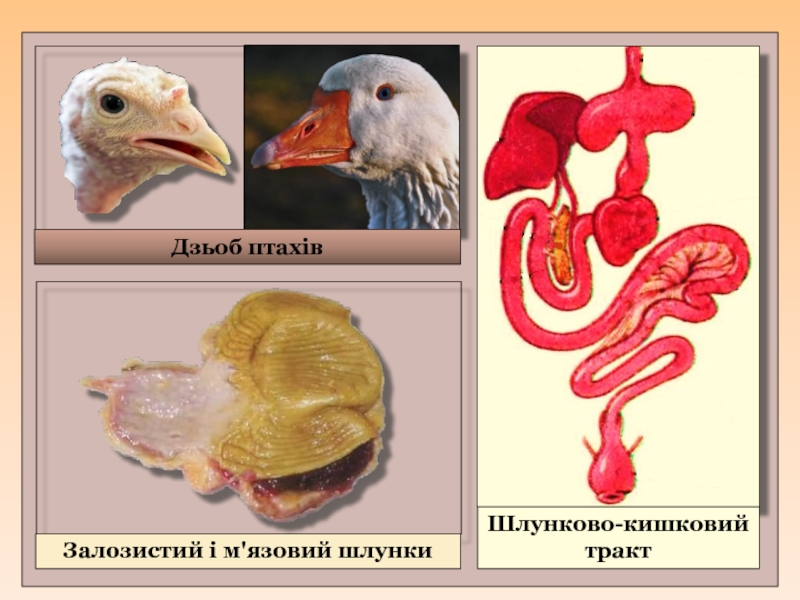 Дзьоб птахів
Залозистий і м'язовий шлунки
Шлунково-кишковий
тракт